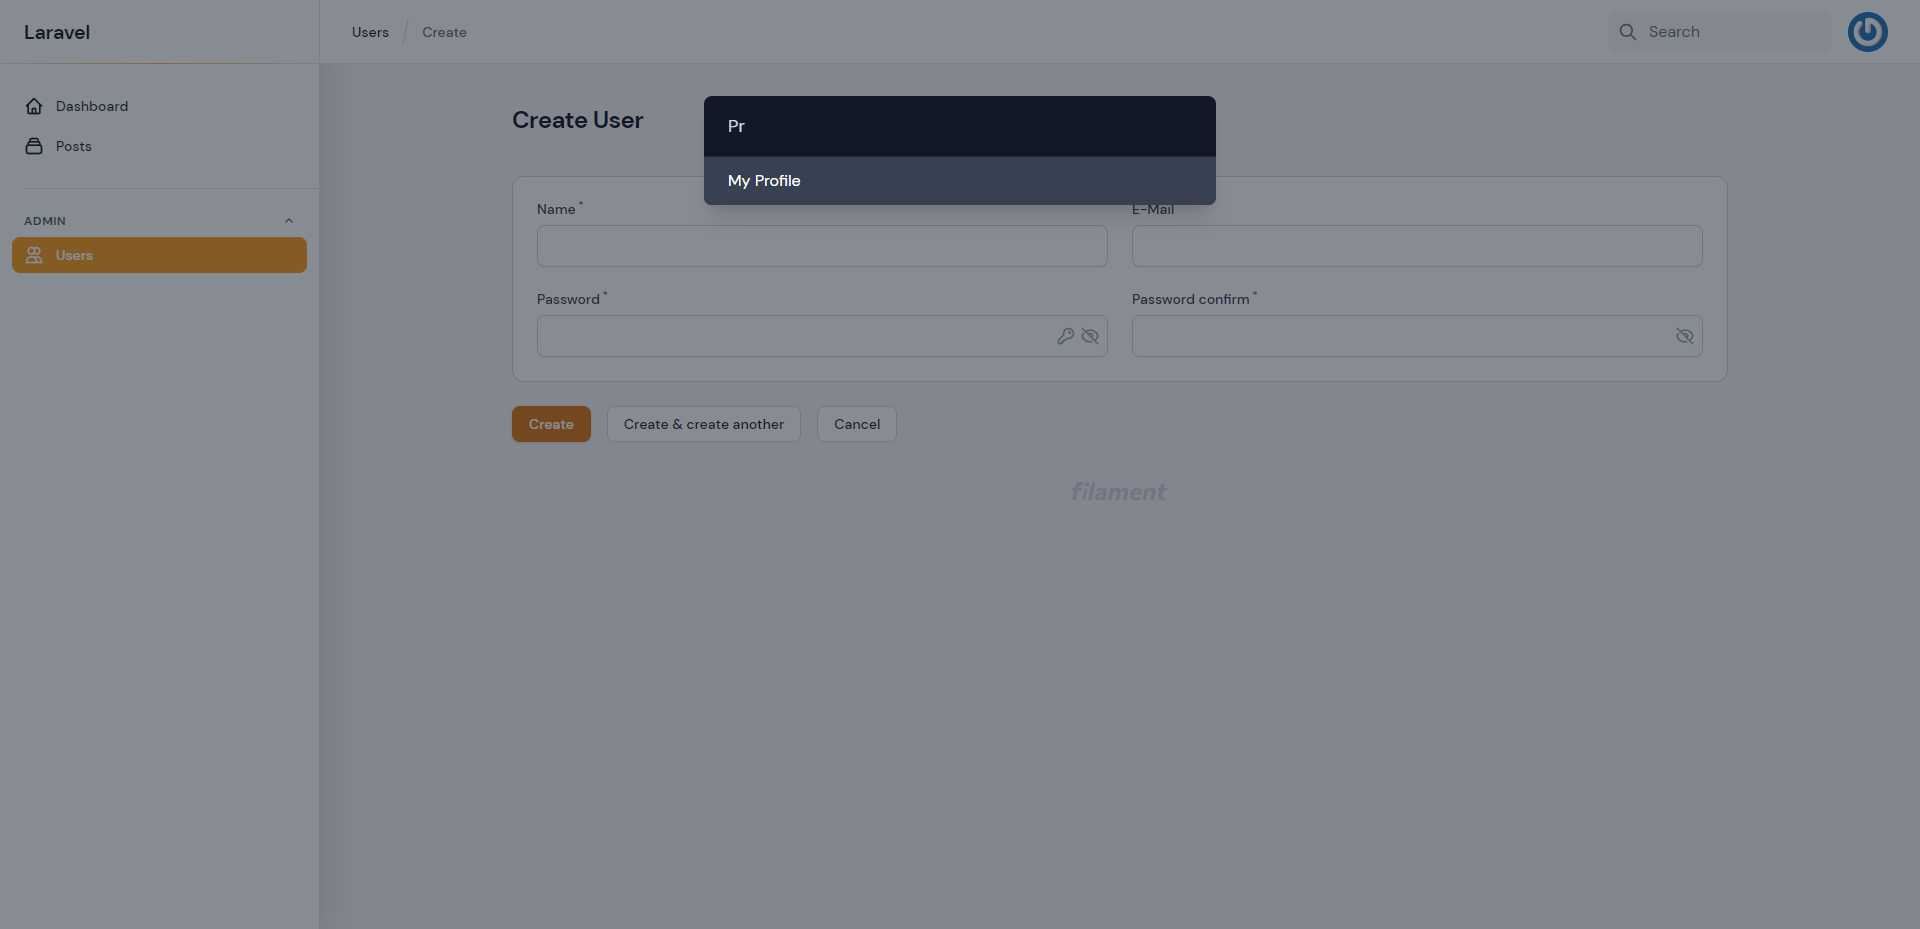 Laravel
Users / Create
Search
Dashboard
Posts
ADMIN
Users
Create User
Pr
My Profile
Name *
E-Mail
Password *
Password confirm *
Create
Create & create another
Cancel
filament